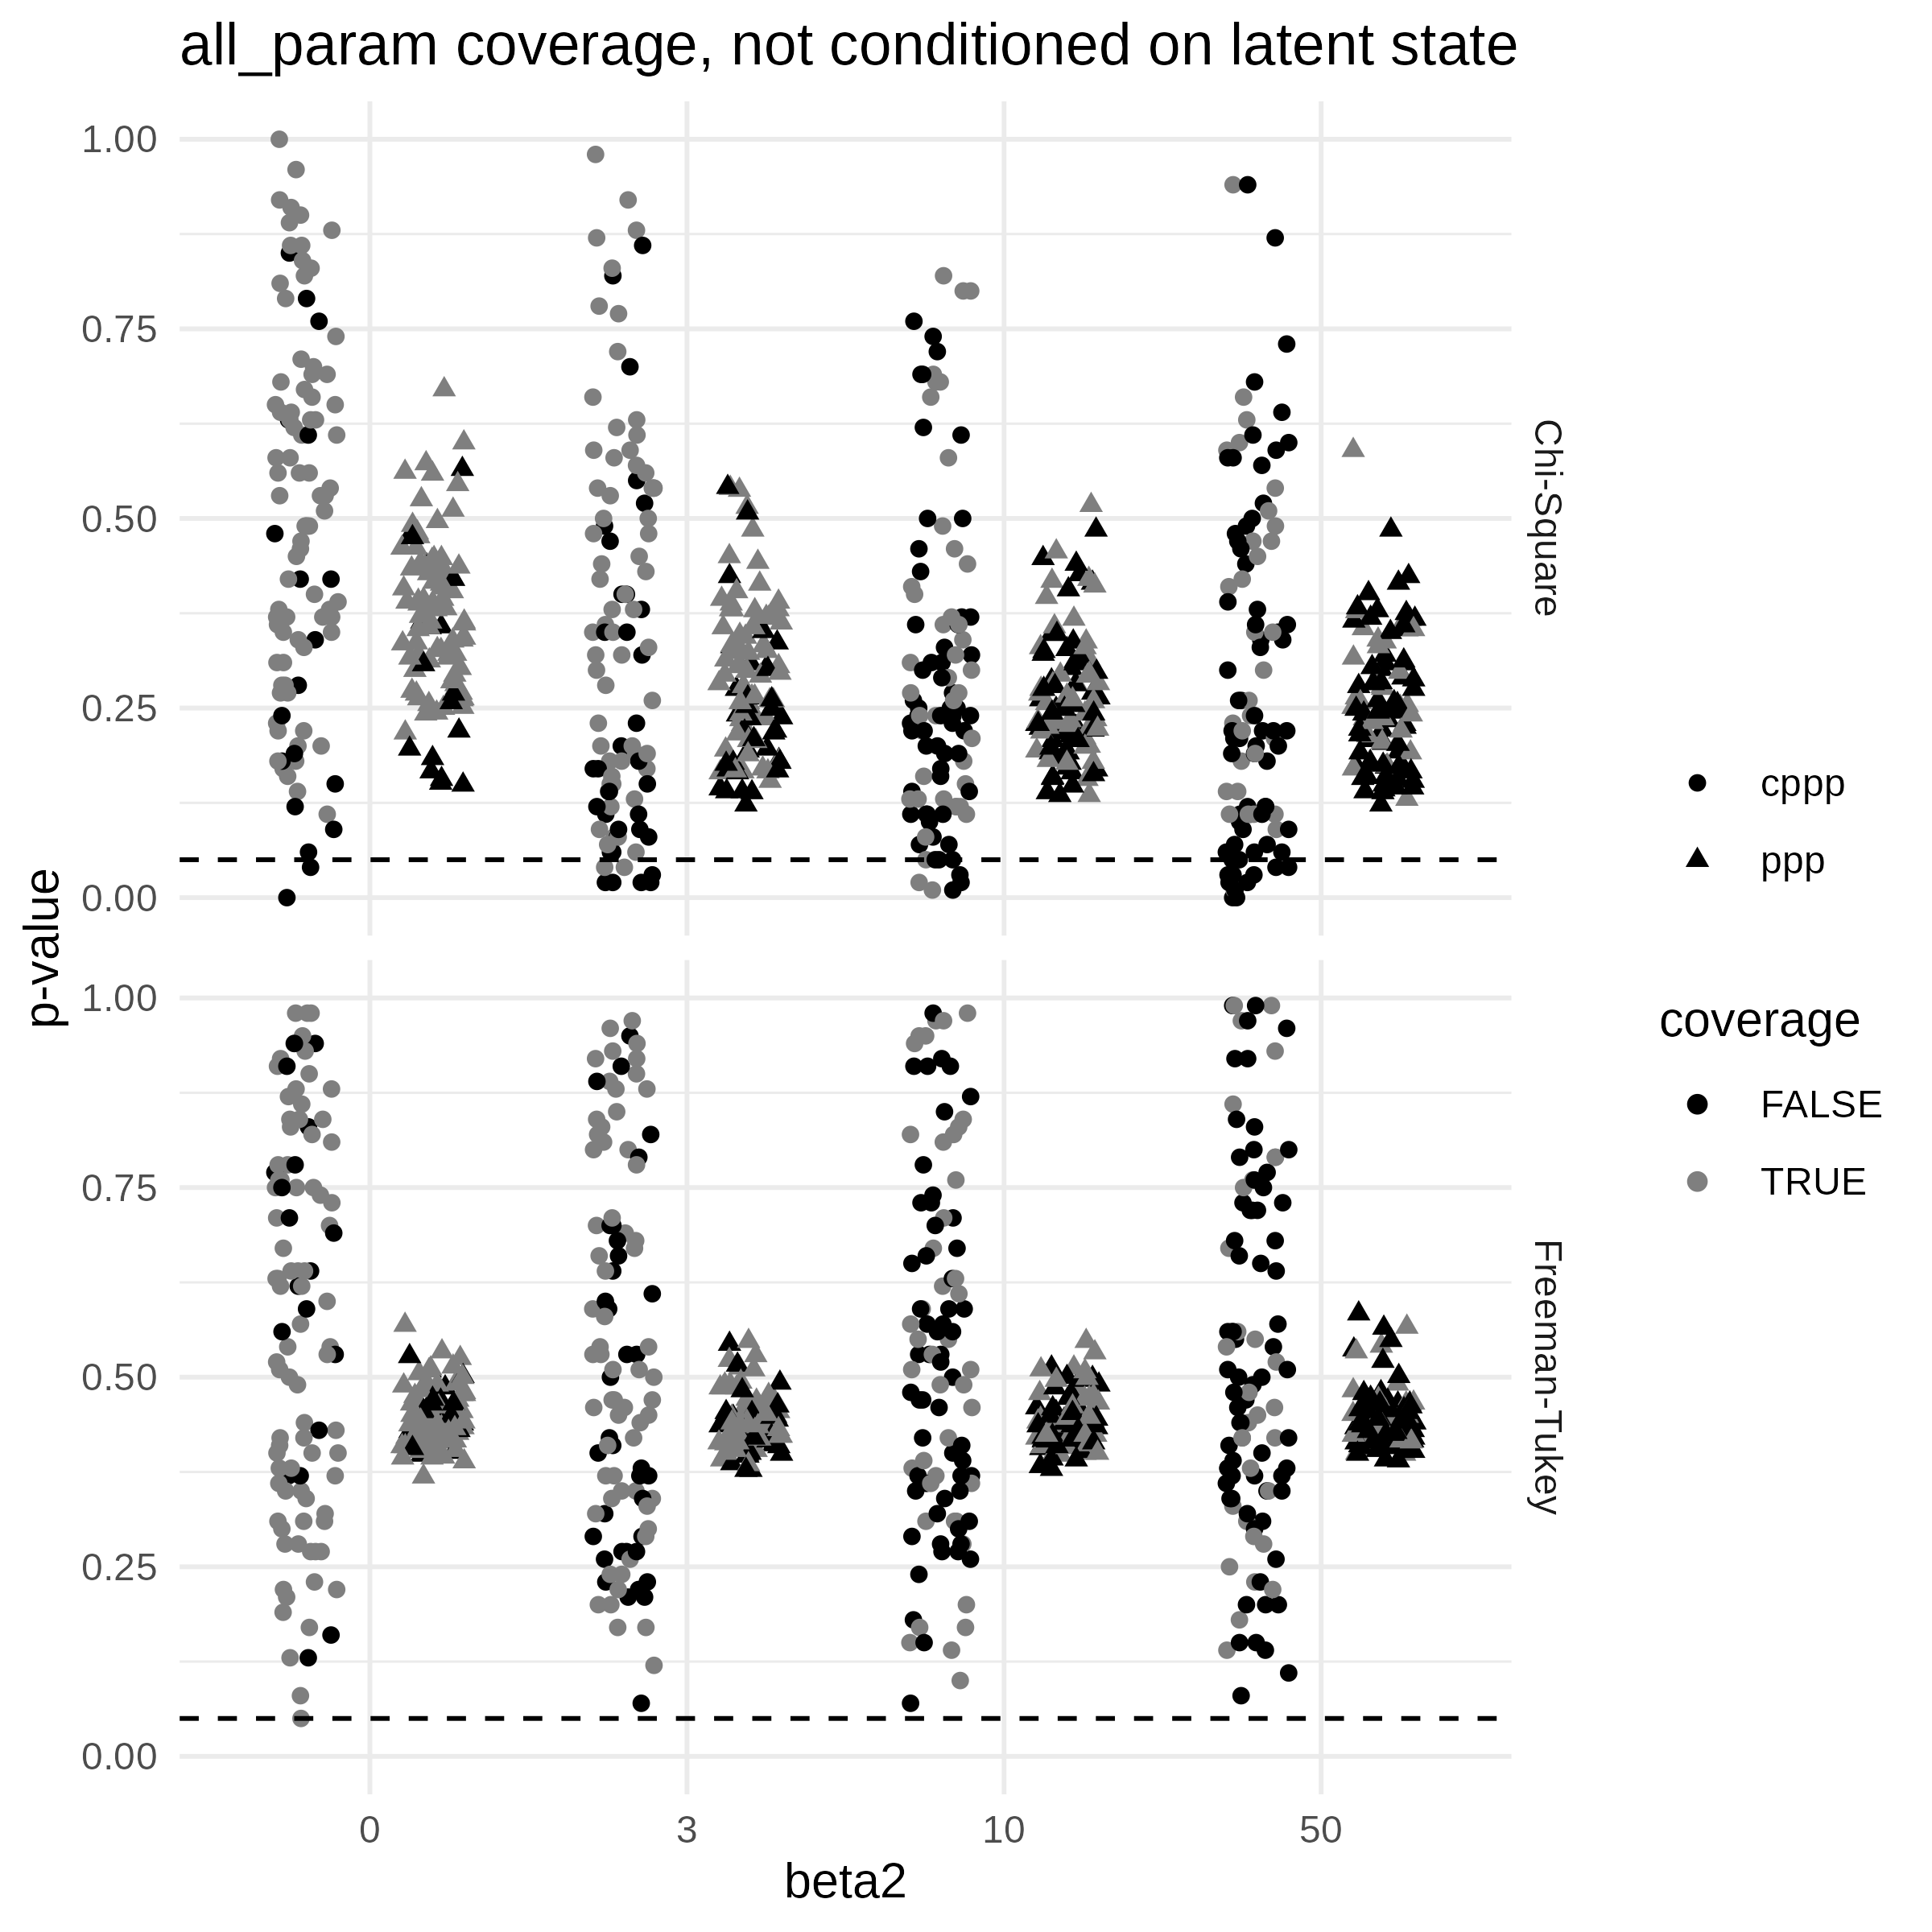 all_param coverage, not conditioned on latent state
p-value
1.00
0.75
0.50
0.25
0.00
Chi-Square
1.00
0.75
0.50
0.25
0.00
Freeman-Tukey
0 3 10 50
beta2
cppp
ppp
coverage
FALSE
TRUE